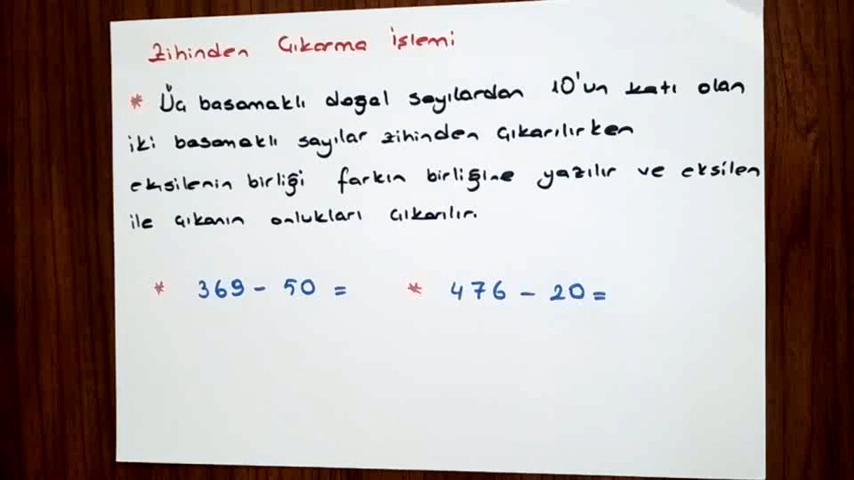 Zihinden Çıkarma İşlemi
* Üç basamaklı doğal sayılardan 10'un katı olan
iki basamaklı sayılar zihinden çıkarılırken
eksilenin birliği farkın birliğine yazılır ve eksilen
ile çıkanın onlukları çıkarılır.
* 369 - 50 = * 476 - 20 =